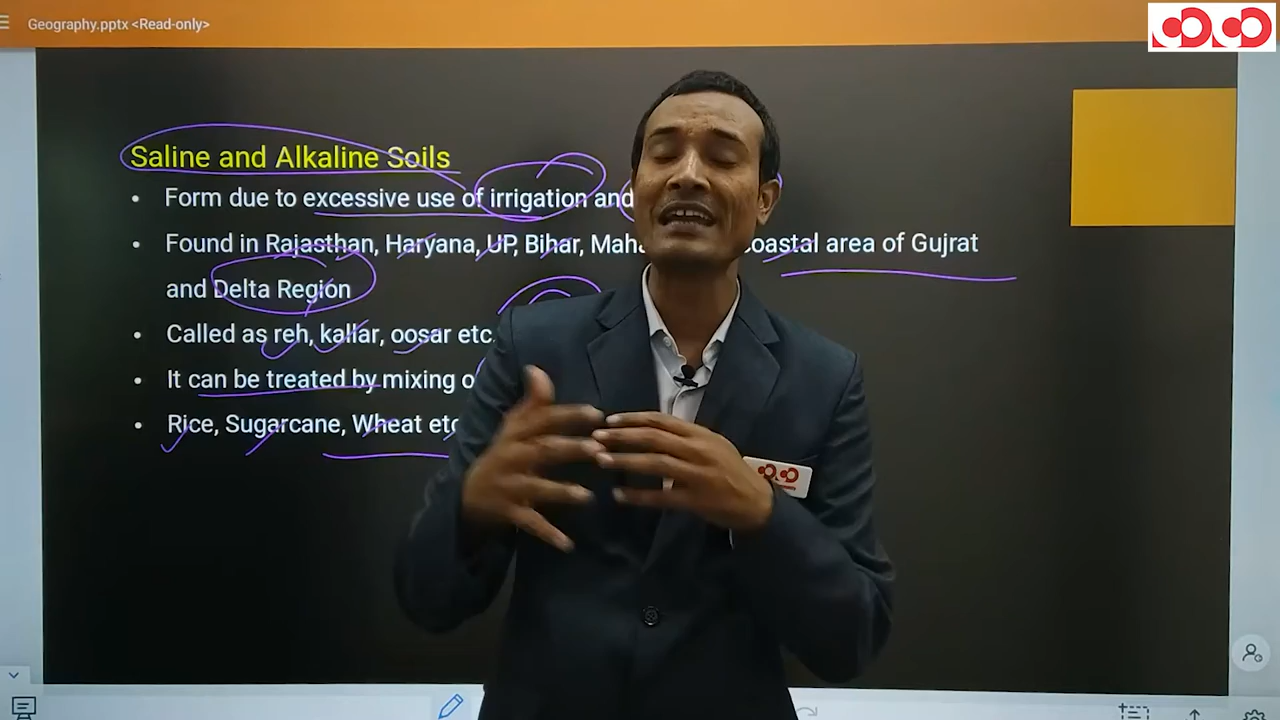 Geography.pptx <Read-only>
Saline and Alkaline Soils
Form due to excessive use of irrigation and
Found in Rajasthan, Haryana, UP, Bihar, coastal area of Gujrat
and Delta Region
Called as reh, kallar, oosar etc.
It can be treated by mixing
Rice, Sugarcane, Wheat etc